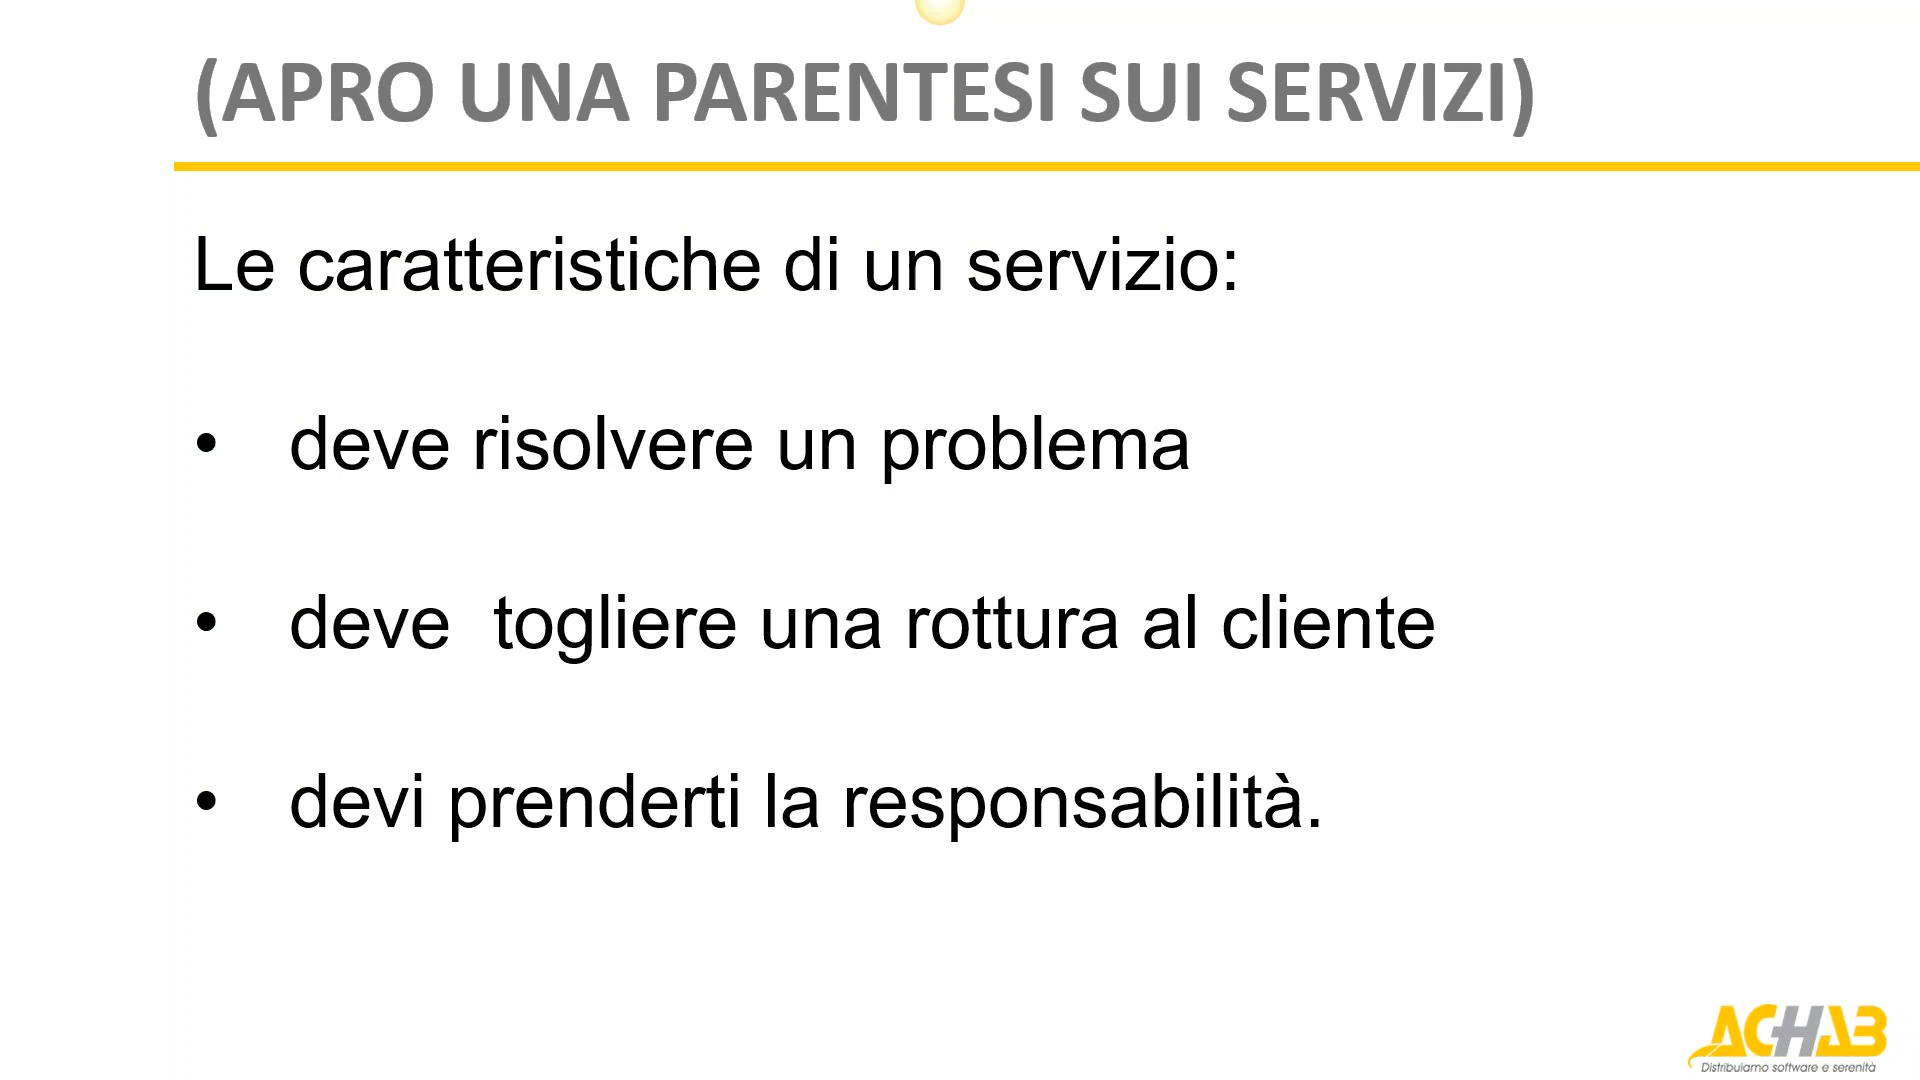 (APRO UNA PARENTESI SUI SERVIZI)
Le caratteristiche di un servizio:
• deve risolvere un problema
• deve  togliere una rottura al cliente
• devi prenderti la responsabilità.
ACHAB
Distribuiamo software e serenità